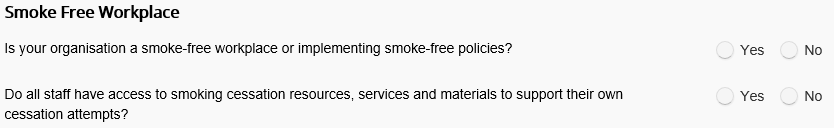 Smoke Free Workplace
Is your organisation a smoke-free workplace or implementing smoke-free policies? Yes No
Do all staff have access to smoking cessation resources, services and materials to support their own Yes No
cessation attempts?